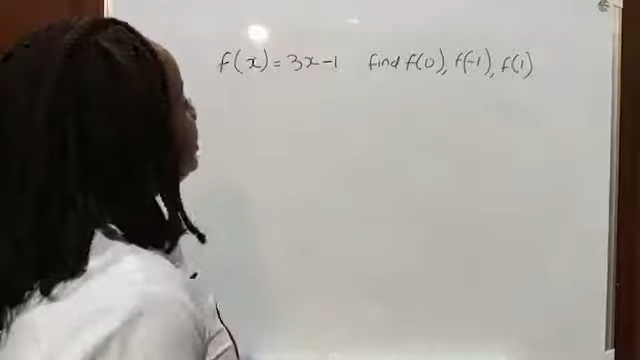 f(x) = 3x - 1 find f(0), f(-1), f(1)